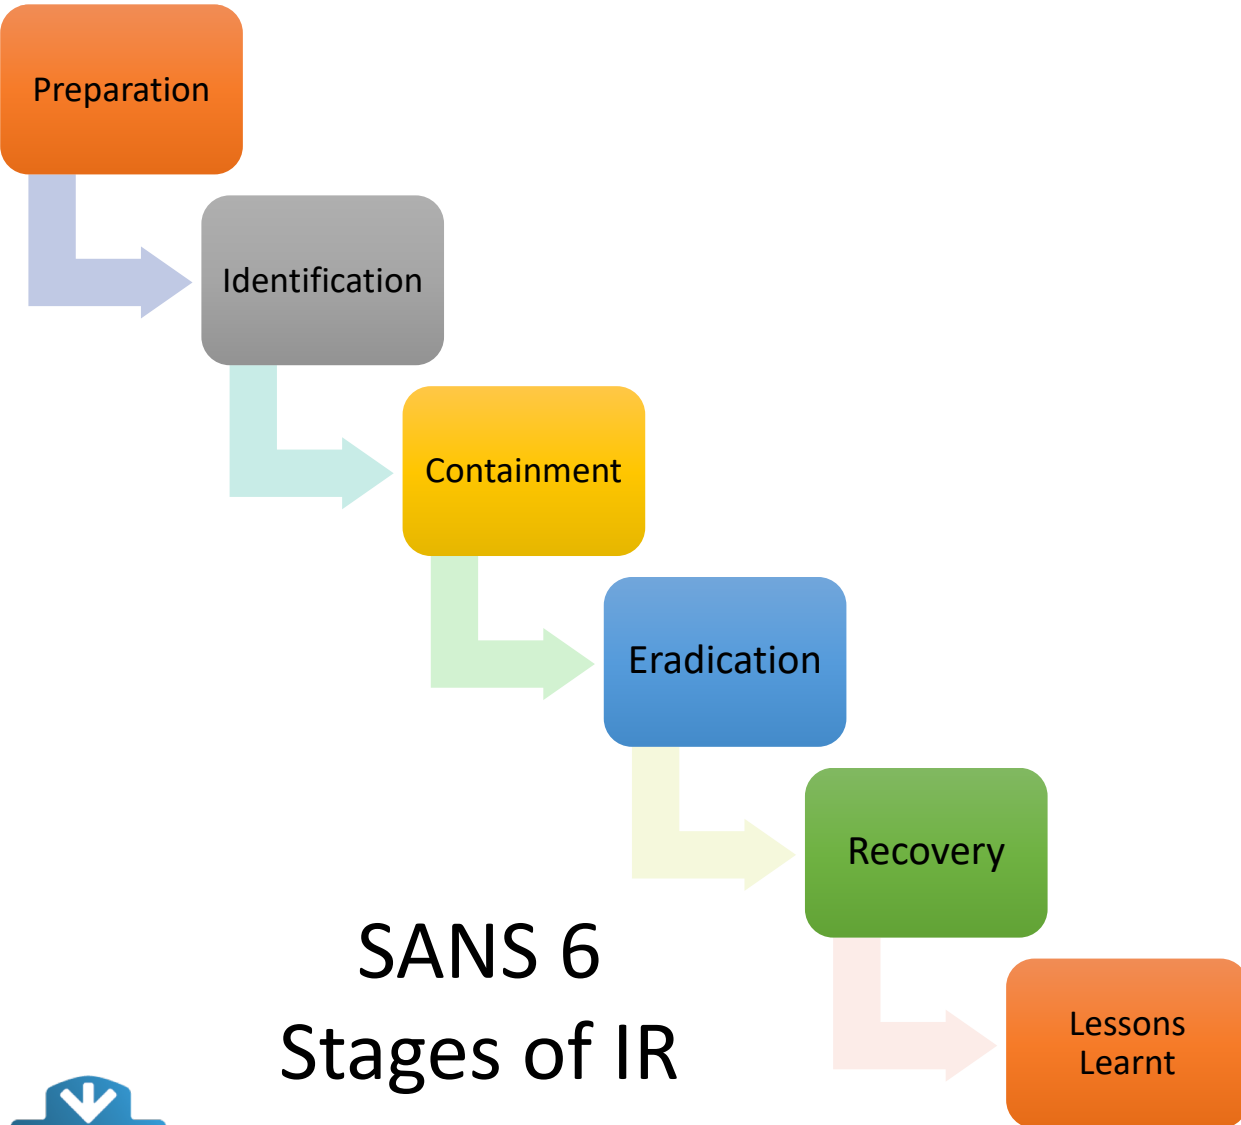 Preparation
Identification
Containment
Eradication
Recovery
Lessons
Learnt
SANS 6
Stages of IR